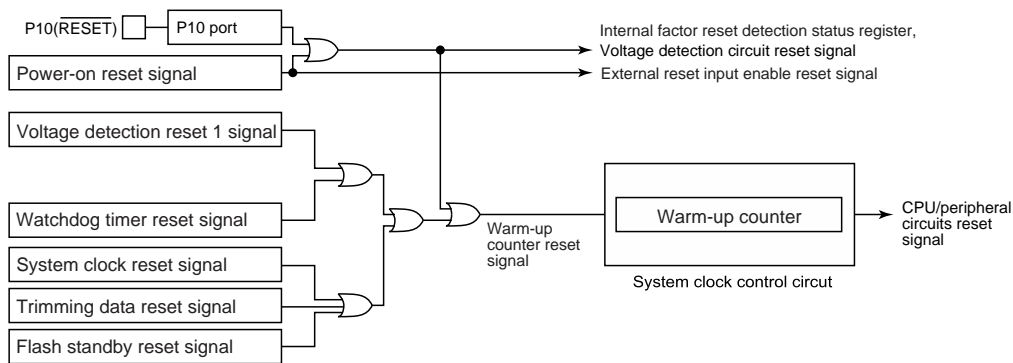 P10(RESET)
P10 port
Internal factor reset detection status register,
Voltage detection circuit reset signal
Power-on reset signal
External reset input enable reset signal
Voltage detection reset 1 signal
Watchdog timer reset signal
Warm-up
counter reset
signal
Warm-up counter
CPU/peripheral
circuits reset
signal
System clock control circut
System clock reset signal
Trimming data reset signal
Flash standby reset signal